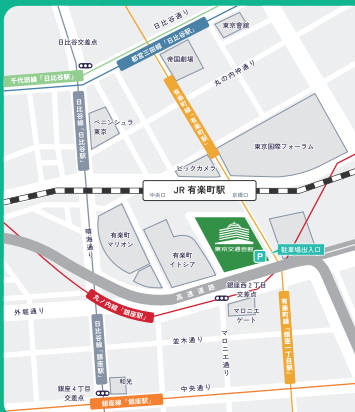 日比谷通り
東京會舘
日比谷交差点
都営三田線「日比谷駅」
帝国劇場
千代田線「日比谷駅」
丸の内仲通り
有楽町線「有楽町駅」
日比谷線「日比谷駅」
ペニンシュラ
東京
東京国際フォーラム
ビックカメラ
JR 有楽町駅
中央口
京橋口
晴海通り
有楽町
マリオン
有楽町
イトシア
東京交通会館
P
駐車場出入口
高速道路
丸ノ内線「銀座駅」
銀座西2丁目
交差点
外堀通り
マロニエ
ゲート
有楽町線「銀座一丁目駅」
日比谷線「銀座駅」
並木通り
マロニエ通り
銀座4丁目
交差点
和光
中央通り
銀座線「銀座駅」